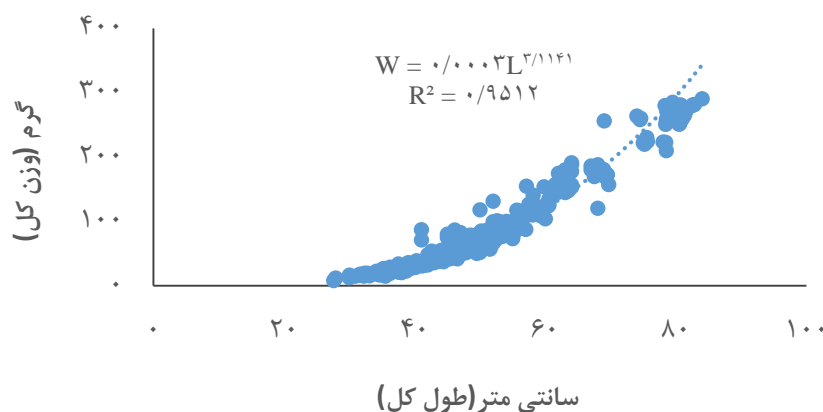 ۴۰۰
۳۰۰
۲۰۰
۱۰۰
۰
W = ۰/۰۰۰۳L^۳/۱۱۴۱
R² = ۰/۹۵۱۲
گرم (وزن کل)
۰ ۲۰ ۴۰ ۶۰ ۸۰ ۱۰۰
سانتی متر(طول کل)